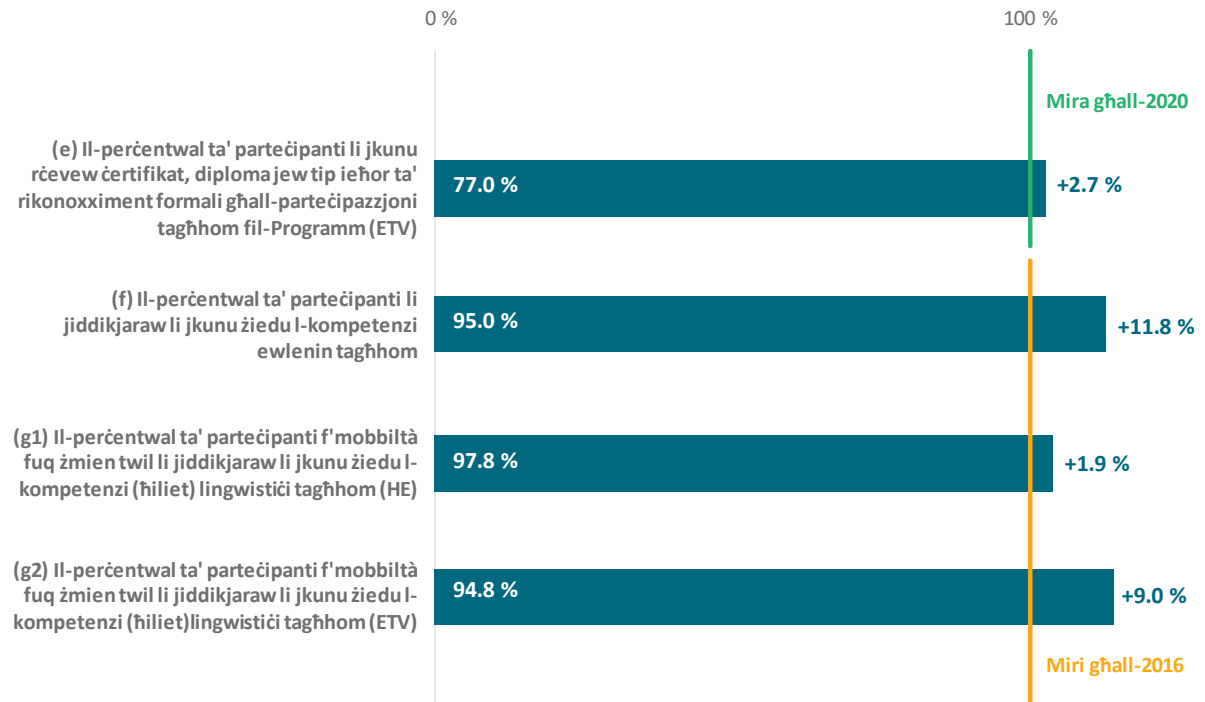 0 %
100 %
Mira għall-2020
(e) Il-perċentwal ta' parteċipanti li jkunu
rċevew ċertifikat, diploma jew tip ieħor ta'
rikonoxximent formali għall-parteċipazzjoni
tagħhom fil-Programm (ETV)
77.0 %
+2.7 %
(f) Il-perċentwal ta' parteċipanti li
jiddikjaraw li jkunu żiedu l-kompetenzi
ewlenin tagħhom
95.0 %
+11.8 %
(g1) Il-perċentwal ta' parteċipanti f'mobbiltà
fuq żmien twil li jiddikjaraw li jkunu żiedu l-
kompetenzi (ħiliet) lingwistiċi tagħhom (HE)
97.8 %
+1.9 %
(g2) Il-perċentwal ta' parteċipanti f'mobbiltà
fuq żmien twil li jiddikjaraw li jkunu żiedu l-
kompetenzi (ħiliet)lingwistiċi tagħhom (ETV)
94.8 %
+9.0 %
Miri għall-2016